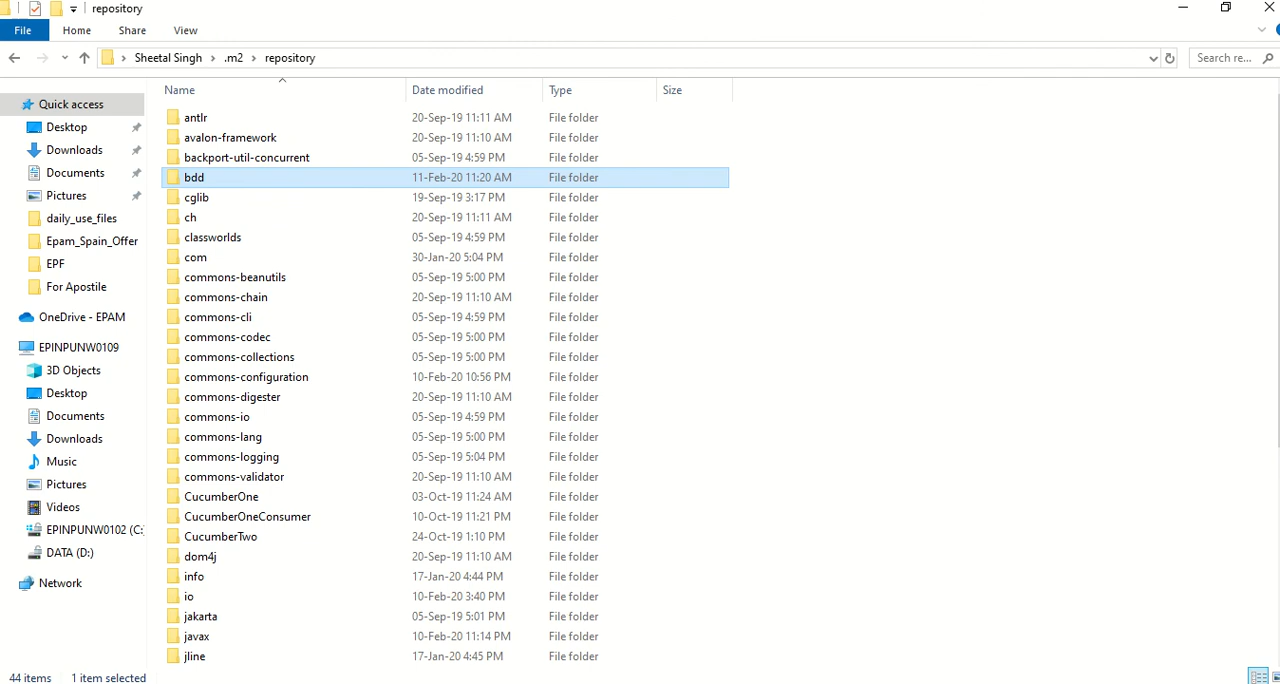 repository
File Home Share View
Sheetal Singh › .m2 › repository Search re...
Name Date modified Type Size
Quick access
Desktop
Downloads
Documents
Pictures
daily_use_files
Epam_Spain_Offer
EPF
For Apostile
OneDrive - EPAM
EPINPUNW0109
3D Objects
Desktop
Documents
Downloads
Music
Pictures
Videos
EPINPUNW0102 (C:
DATA (D:)
Network
antlr 20-Sep-19 11:11 AM File folder
avalon-framework 20-Sep-19 11:10 AM File folder
backport-util-concurrent 05-Sep-19 4:59 PM File folder
bdd 11-Feb-20 11:20 AM File folder
cglib 19-Sep-19 3:17 PM File folder
ch 20-Sep-19 11:11 AM File folder
classworlds 05-Sep-19 4:59 PM File folder
com 30-Jan-20 5:04 PM File folder
commons-beanutils 05-Sep-19 5:00 PM File folder
commons-chain 20-Sep-19 11:10 AM File folder
commons-cli 05-Sep-19 4:59 PM File folder
commons-codec 05-Sep-19 5:00 PM File folder
commons-collections 05-Sep-19 5:00 PM File folder
commons-configuration 10-Feb-20 10:56 PM File folder
commons-digester 20-Sep-19 11:10 AM File folder
commons-io 05-Sep-19 4:59 PM File folder
commons-lang 05-Sep-19 5:00 PM File folder
commons-logging 05-Sep-19 5:04 PM File folder
commons-validator 20-Sep-19 11:10 AM File folder
CucumberOne 03-Oct-19 11:24 AM File folder
CucumberOneConsumer 10-Oct-19 11:21 PM File folder
CucumberTwo 24-Oct-19 1:10 PM File folder
dom4j 20-Sep-19 11:10 AM File folder
info 17-Jan-20 4:44 PM File folder
io 10-Feb-20 3:40 PM File folder
jakarta 05-Sep-19 5:01 PM File folder
javax 10-Feb-20 11:14 PM File folder
jline 17-Jan-20 4:45 PM File folder
44 items 1 item selected